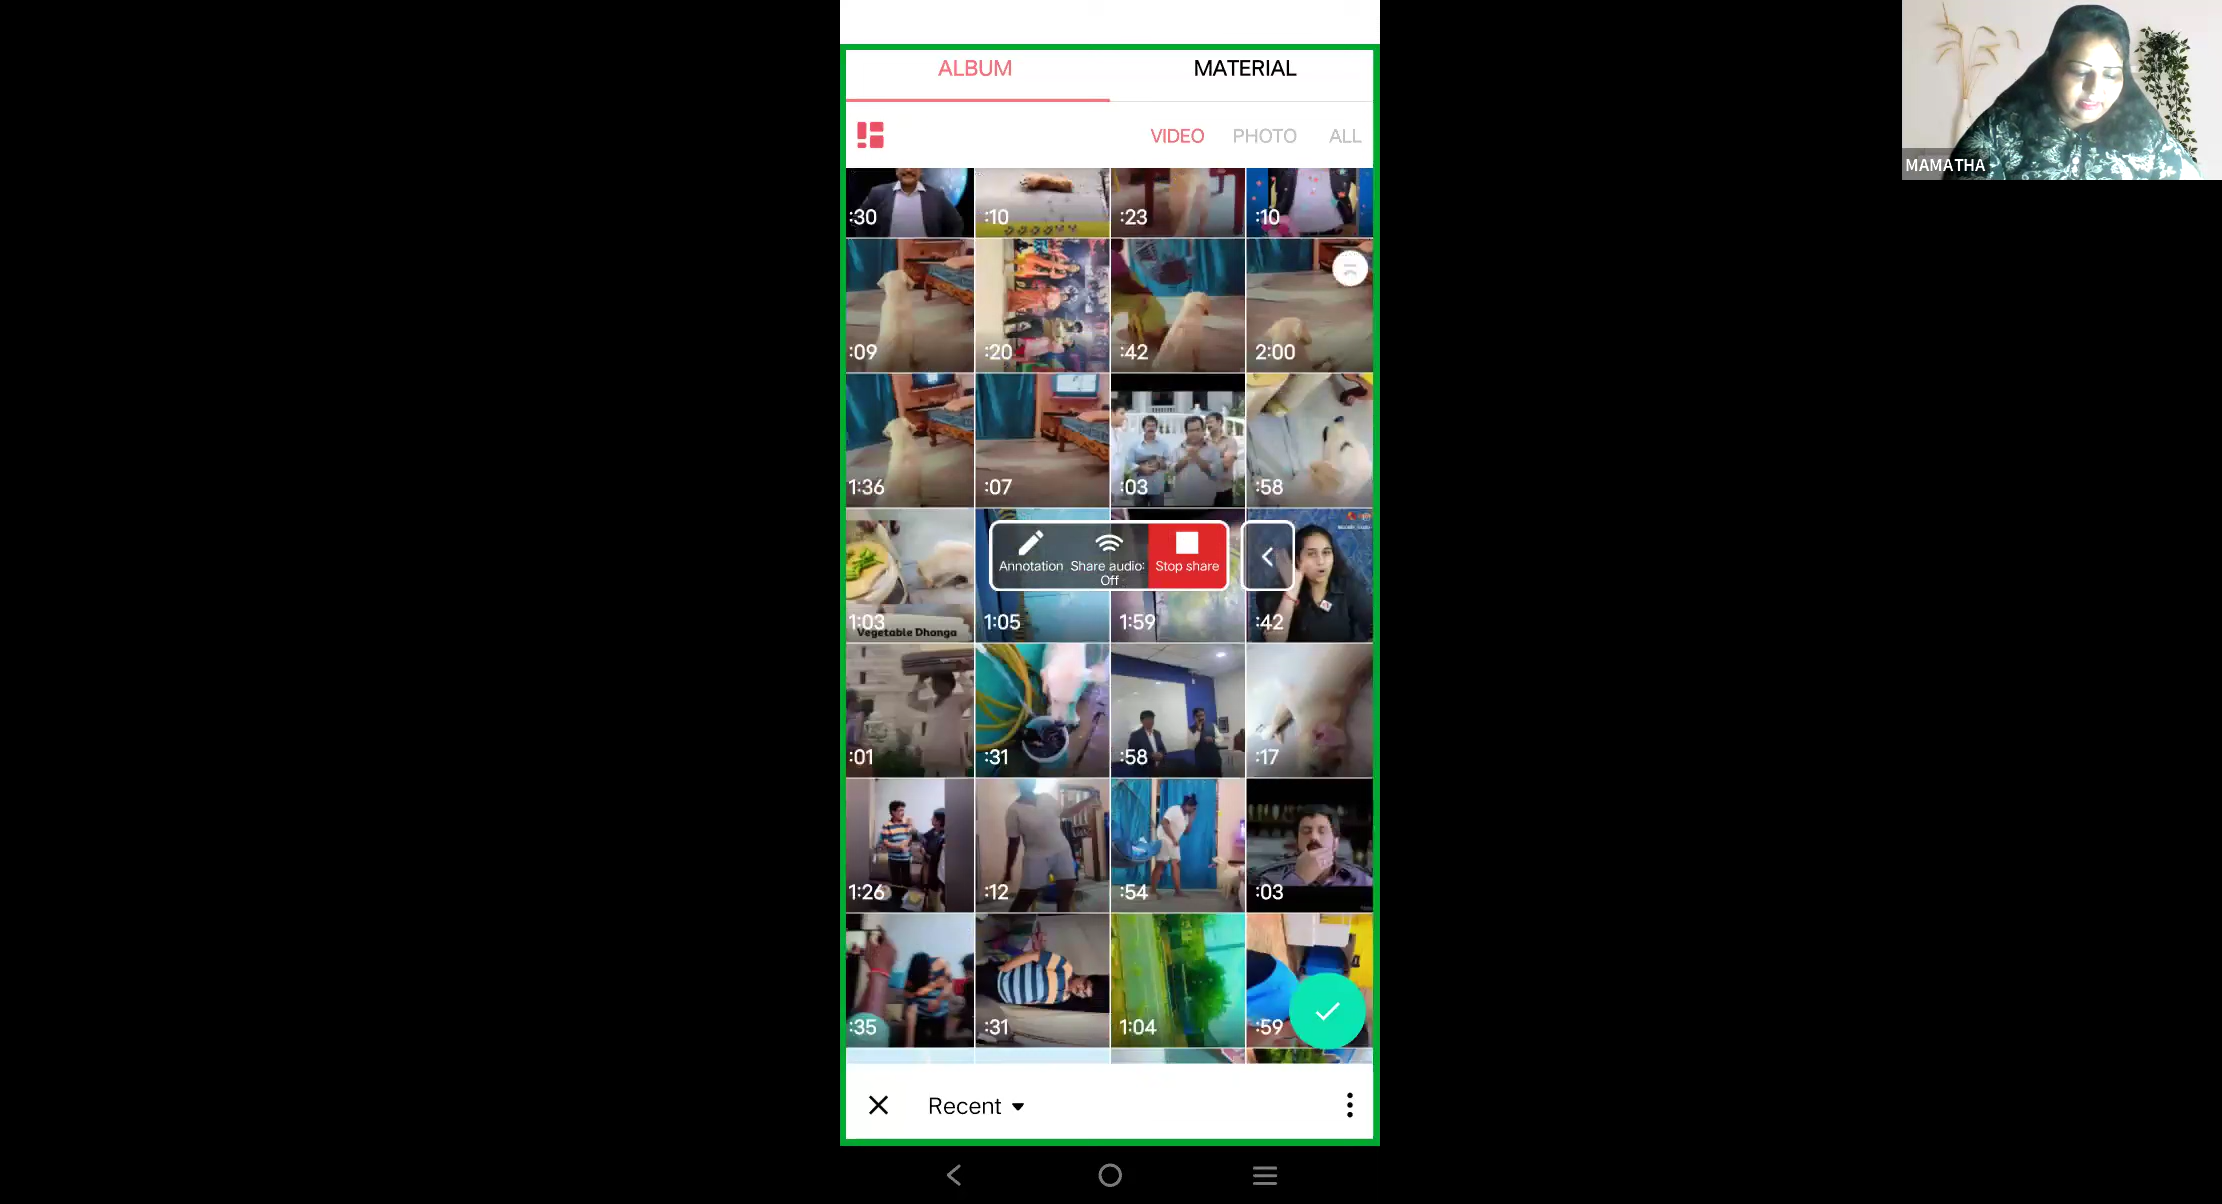 ALBUM MATERIAL
VIDEO PHOTO ALL
MAMATHA
:30 :10 :23 :10
:09 :20 :42 2:00
1:36 :07 :03 :58
Annotation Share audio: Off Stop share
1:03 1:05 1:59 :42
Vegetable Dhonga
:01 :31 :58 :17
1:26 :12 :54 :03
:35 :31 1:04 :59
Recent